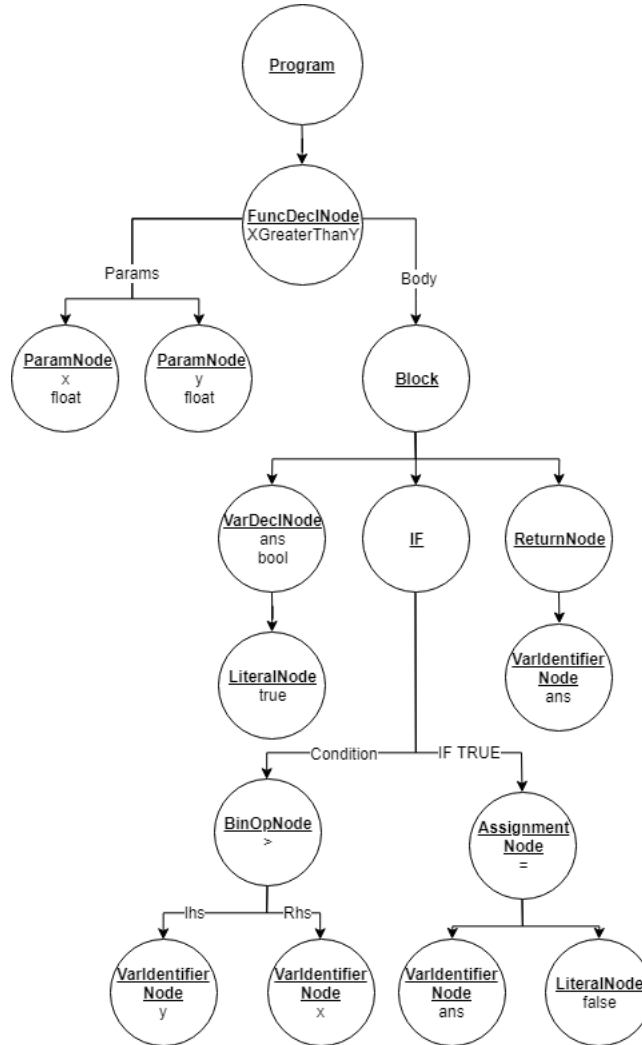 Program
FuncDeclNode
XGreaterThanY
Params
Body
ParamNode
x
float
ParamNode
y
float
Block
VarDeclNode
ans
bool
IF
ReturnNode
LiteralNode
true
VarIdentifier
Node
ans
Condition
IF TRUE
BinOpNode
>
Assignment
Node
=
lhs
Rhs
VarIdentifier
Node
y
VarIdentifier
Node
x
VarIdentifier
Node
ans
LiteralNode
false